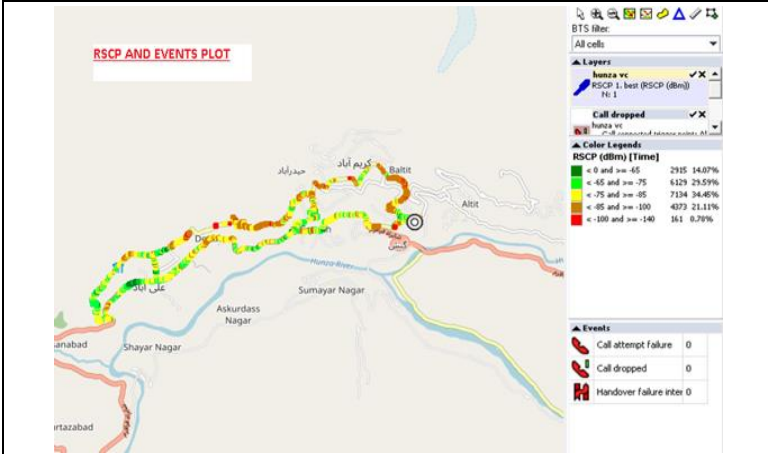 RSCP AND EVENTS PLOT
BTS filter:
All cells
Layers
hunza vc
RSCP 1. best (RSCP (dBm))
N: 1
Call dropped
hunza vc
Color Legends
RSCP (dBm) [Time]
< 0 and >= -65 2915 14.07%
< -65 and >= -75 6129 29.59%
< -75 and >= -85 7134 34.45%
< -85 and >= -100 4373 21.11%
< -100 and >= -140 161 0.78%
Events
Call attempt failure 0
Call dropped 0
Handover failure inter 0
حیدرآباد
کریم آباد
Baltit
Altit
گنش
Hunza River
علی آباد
Sumayar Nagar
Askurdass
Nagar
Shayar Nagar
anabad
rtazabad